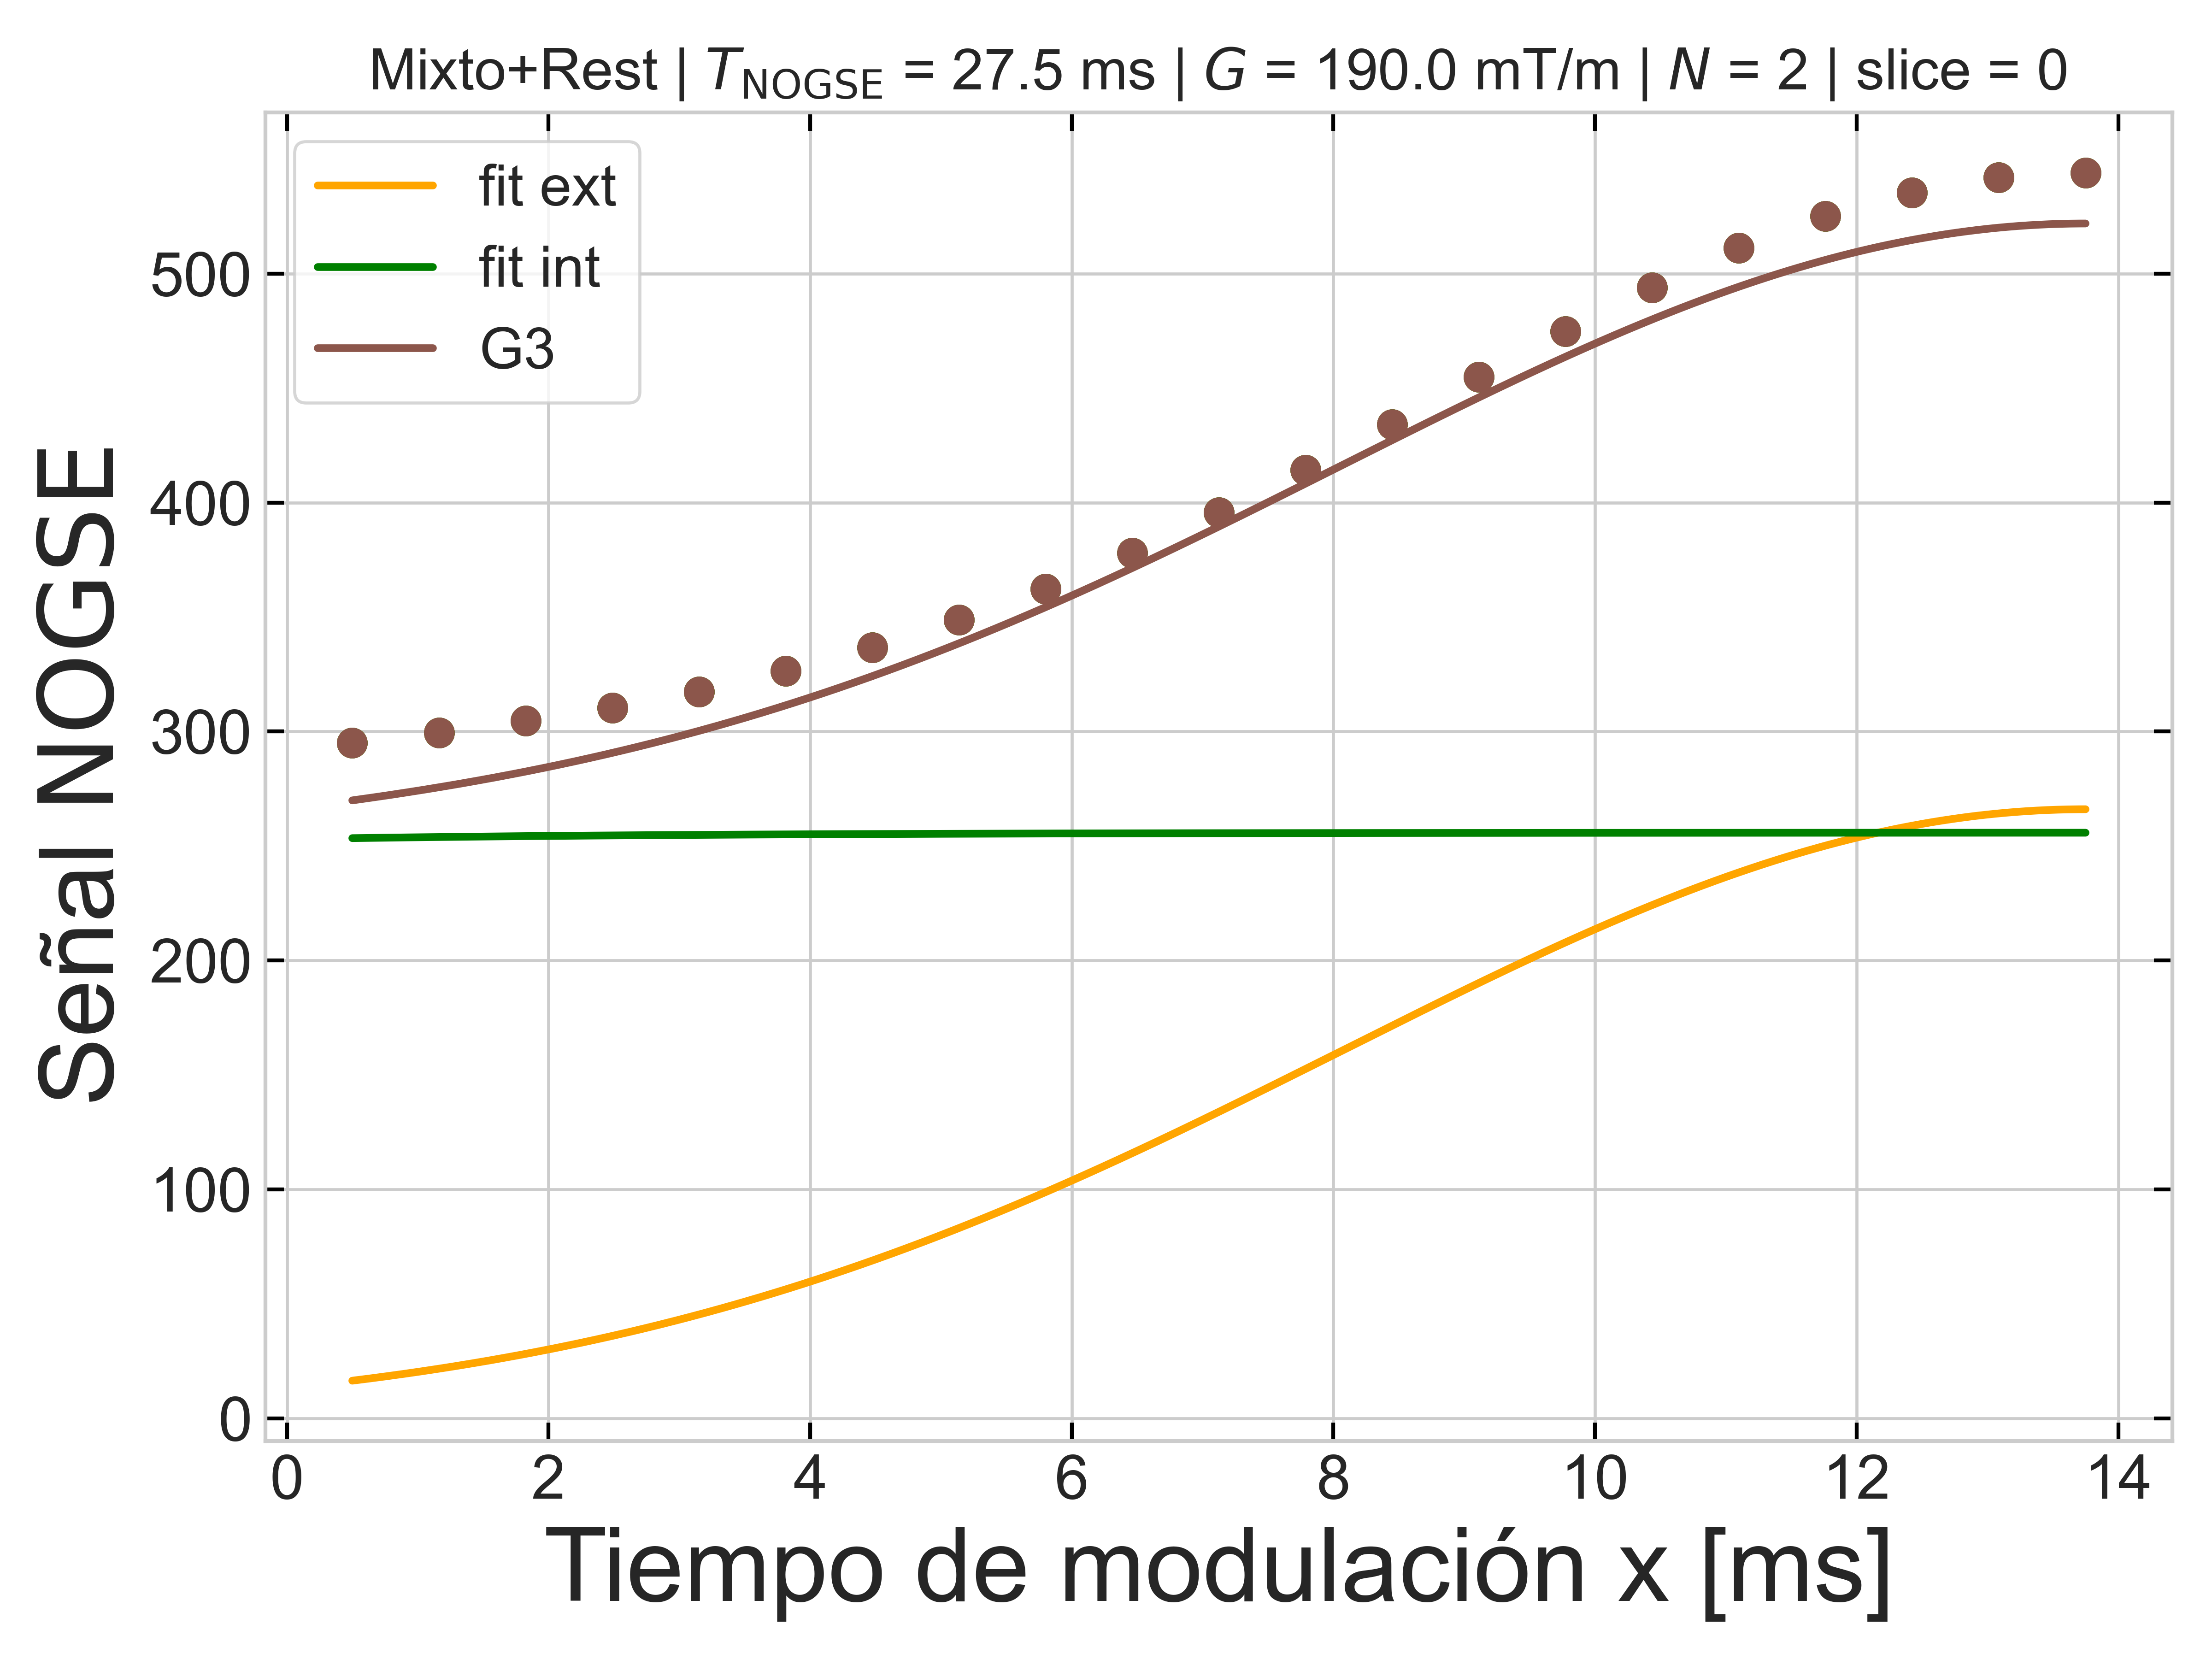 Mixto+Rest | T_NOGSE = 27.5 ms | G = 190.0 mT/m | N = 2 | slice = 0
fit ext
fit int
G3
Señal NOGSE
500
400
300
200
100
0
0 2 4 6 8 10 12 14
Tiempo de modulación x [ms]